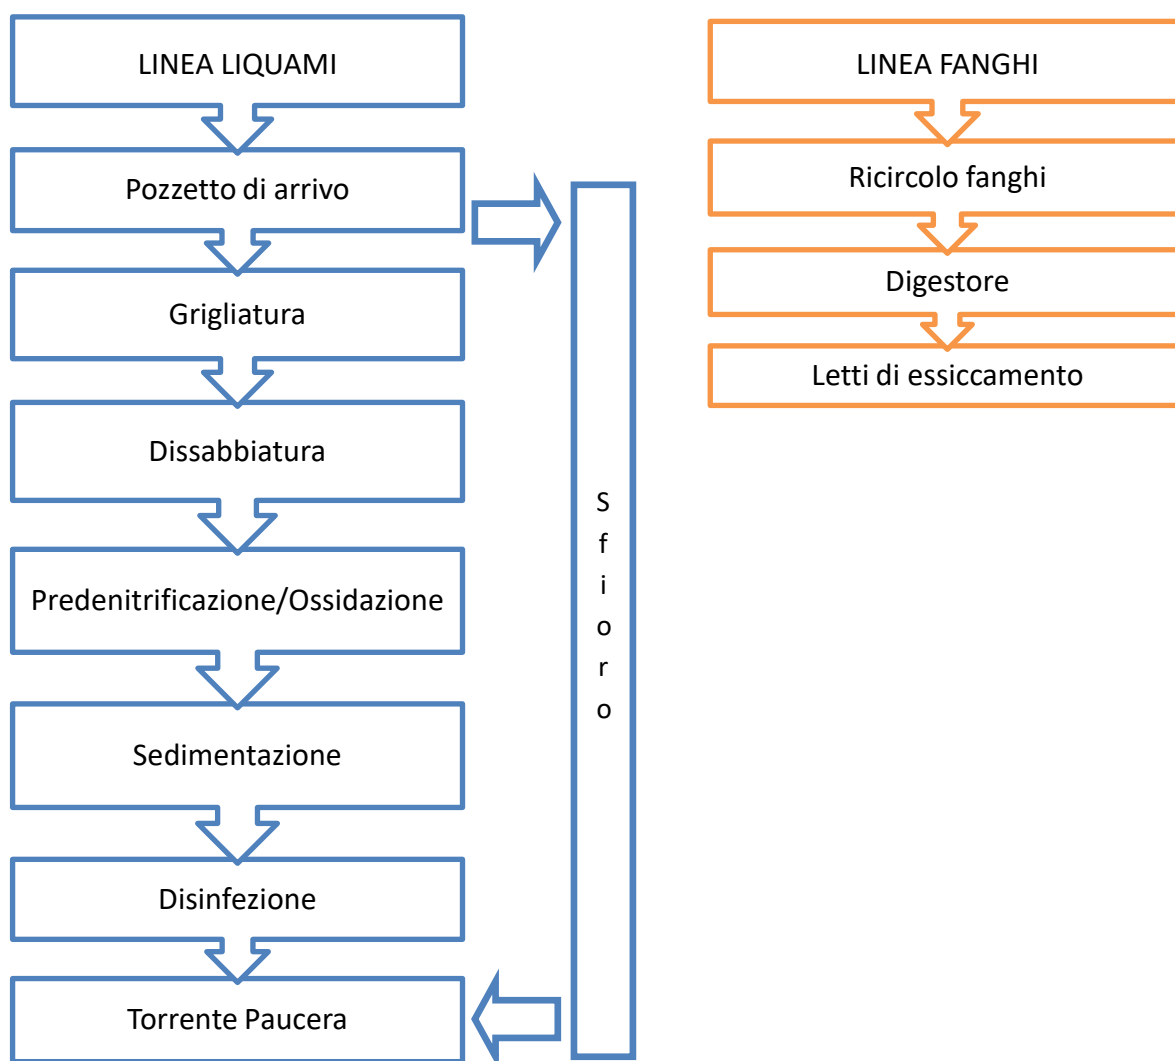 LINEA LIQUAMI
Pozzetto di arrivo
Grigliatura
Dissabbiatura
Predenitrificazione/Ossidazione
Sedimentazione
Disinfezione
Torrente Paucera
S
f
i
o
r
o
LINEA FANGHI
Ricircolo fanghi
Digestore
Letti di essiccamento